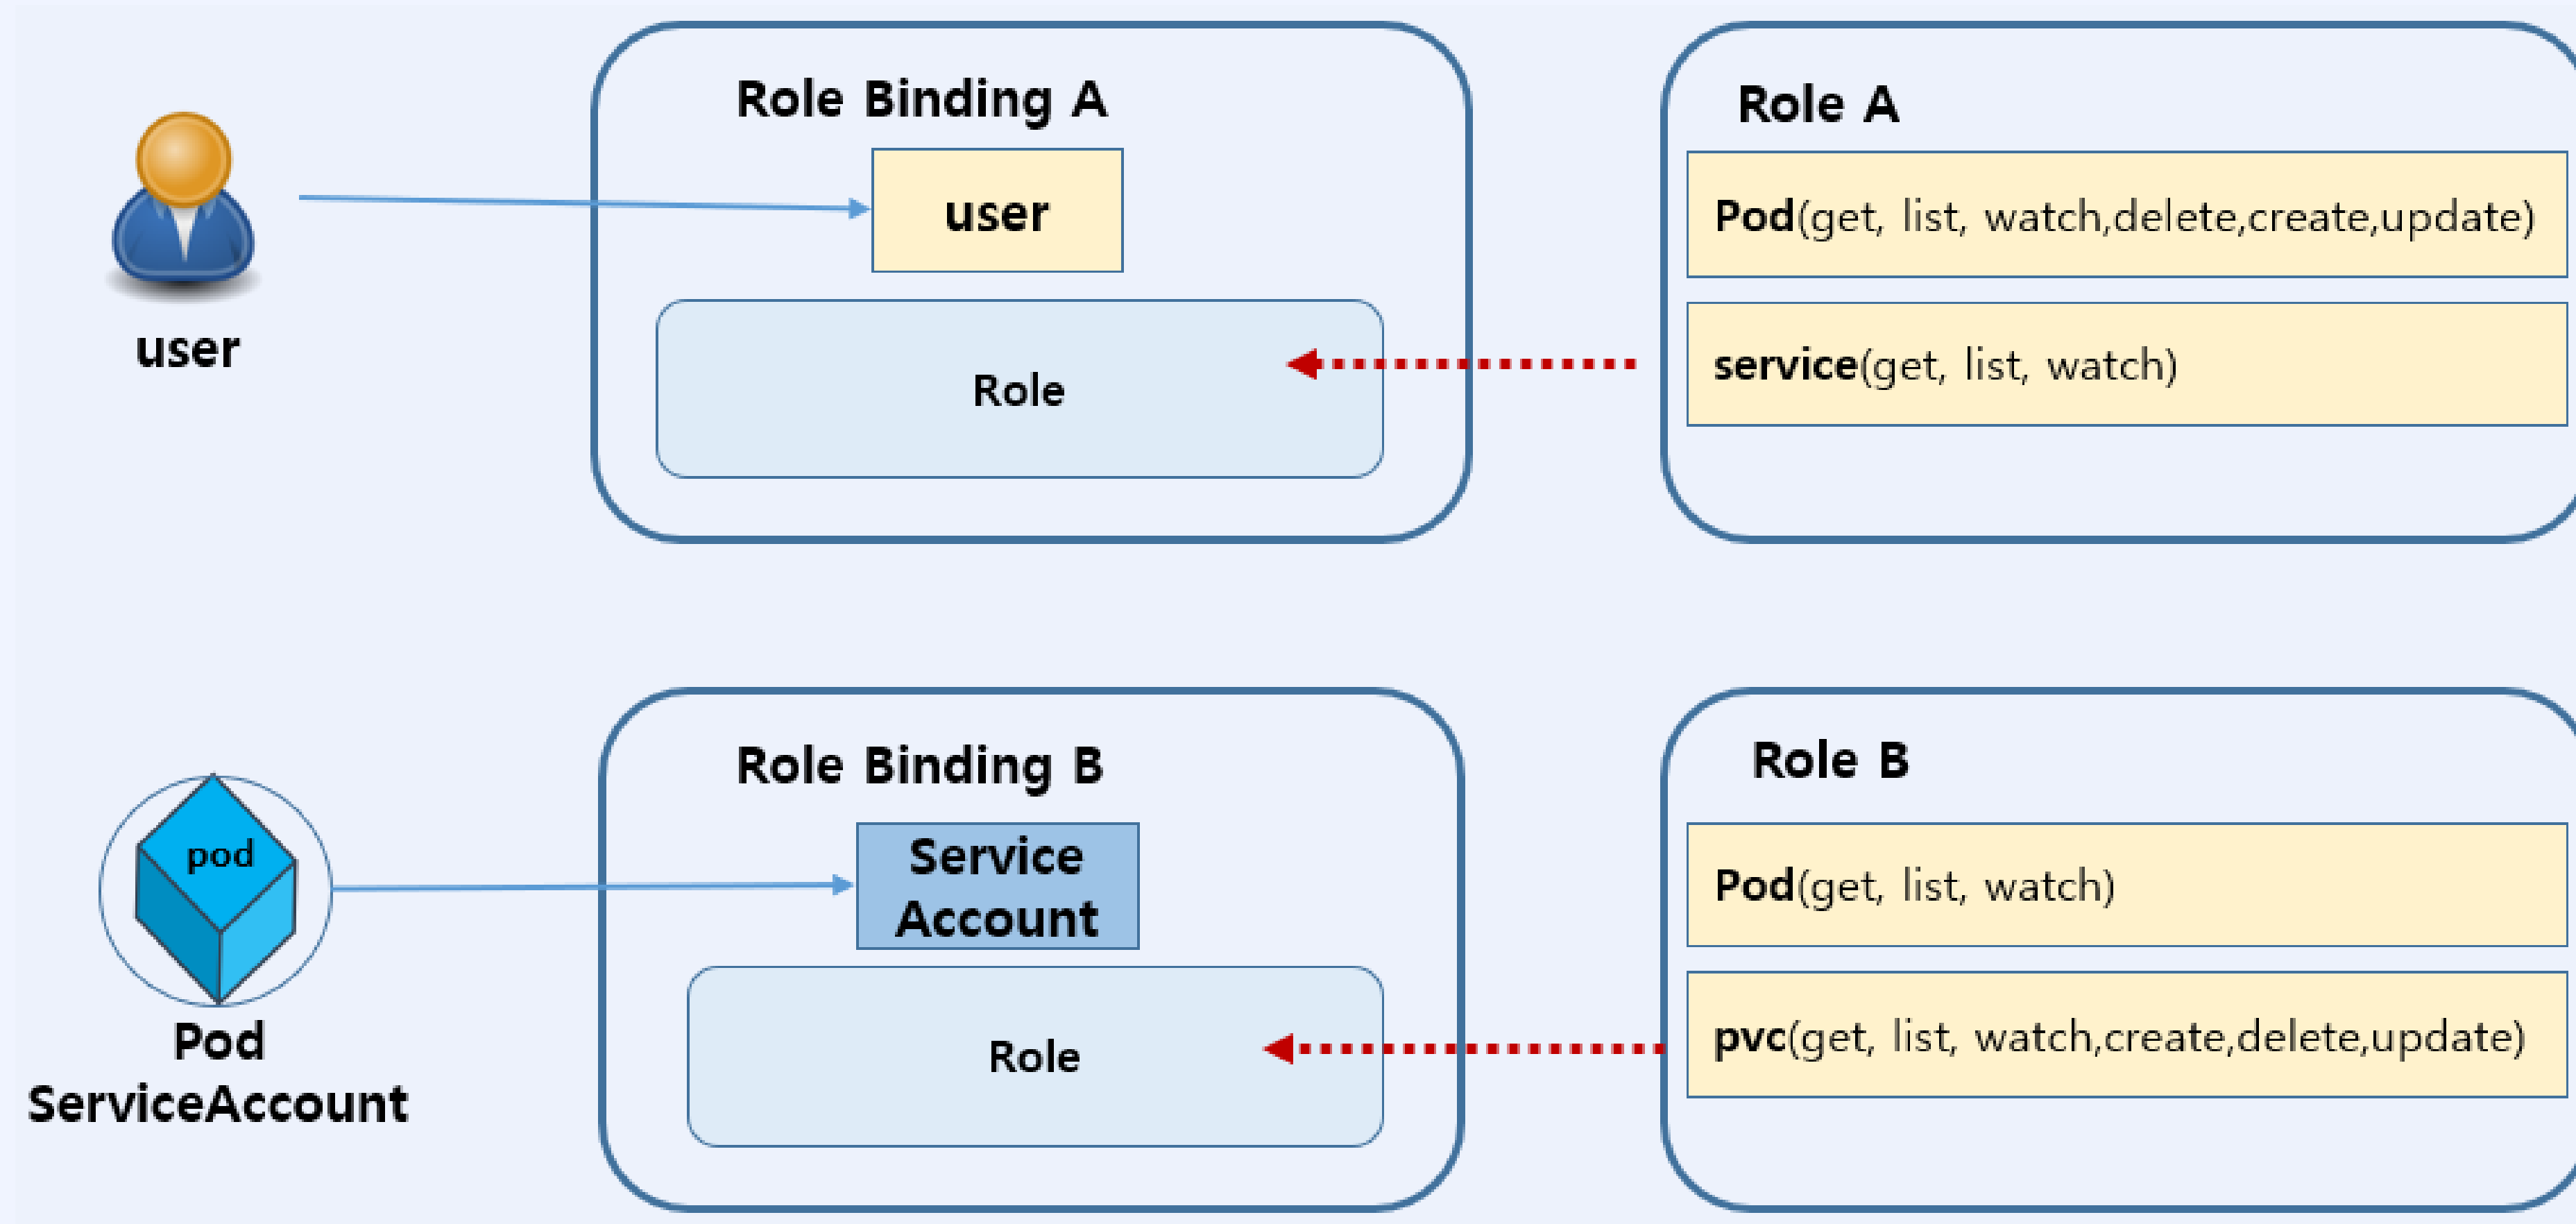 Role Binding A
user
Role
user
Role A
Pod(get, list, watch,delete,create,update)
service(get, list, watch)
Role Binding B
Service
Account
Role
pod
Pod
ServiceAccount
Role B
Pod(get, list, watch)
pvc(get, list, watch,create,delete,update)